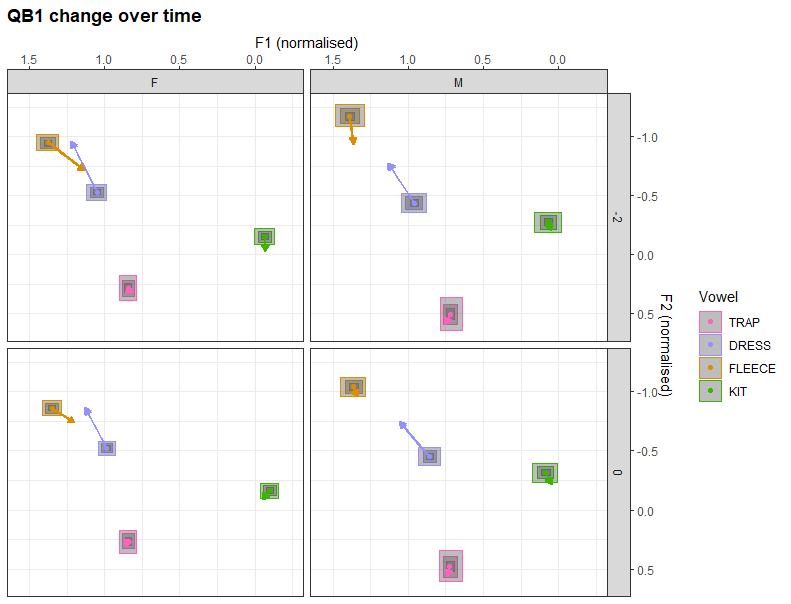 QB1 change over time
F1 (normalised)
1.5 1.0 0.5 0.0 1.5 1.0 0.5 0.0
F M
-1.0
-0.5
0.0
0.5
-2
-1.0
-0.5
0.0
0.5
0
F2 (normalised)
Vowel
TRAP
DRESS
FLEECE
KIT